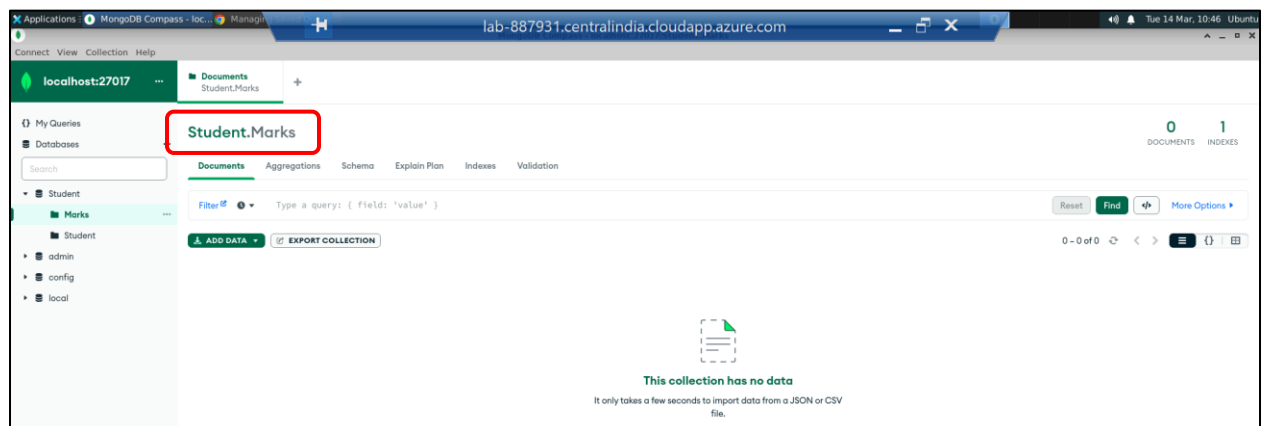 Applications : MongoDB Compass - loc... Managin
lab-887931.centralindia.cloudapp.azure.com
Tue 14 Mar, 10:46 Ubuntu
Connect View Collection Help
localhost:27017 ...
Documents
Student.Marks
+
{} My Queries
Databases
Search
Student
Marks ...
Student
admin
config
local
Student.Marks
0 1
DOCUMENTS INDEXES
Documents Aggregations Schema Explain Plan Indexes Validation
Filter Type a query: { field: 'value' } Reset Find </> More Options
ADD DATA EXPORT COLLECTION 0 - 0 of 0 < > {}
This collection has no data
It only takes a few seconds to import data from a JSON or CSV
file.